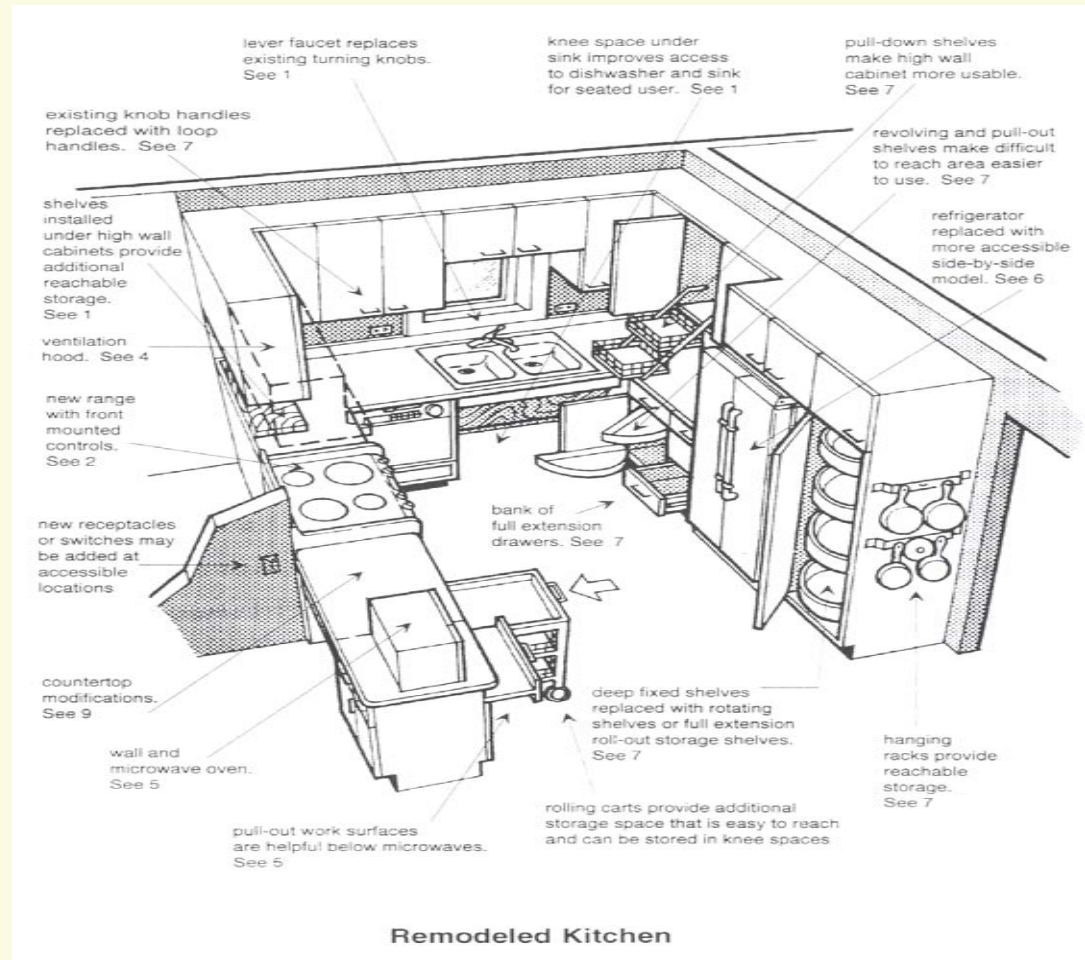 lever faucet replaces
existing turning knobs.
See 1
knee space under
sink improves access
to dishwasher and sink
for seated user. See 1
pull-down shelves
make high wall
cabinet more usable.
See 7
existing knob handles
replaced with loop
handles. See 7
revolving and pull-out
shelves make difficult
to reach area easier
to use. See 7
shelves
installed
under high wall
cabinets provide
additional
reachable
storage.
See 1
refrigerator
replaced with
more accessible
side-by-side
model. See 6
ventilation
hood. See 4
new range
with front
mounted
controls.
See 2
new receptacles
or switches may
be added at
accessible
locations
bank of
full extension
drawers. See 7
countertop
modifications.
See 9
wall and
microwave oven.
See 5
pull-out work surfaces
are helpful below microwaves.
See 5
deep fixed shelves
replaced with rotating
shelves or full extension
roll-out storage shelves.
See 7
rolling carts provide additional
storage space that is easy to reach
and can be stored in knee spaces
hanging
racks provide
reachable
storage.
See 7
Remodeled Kitchen